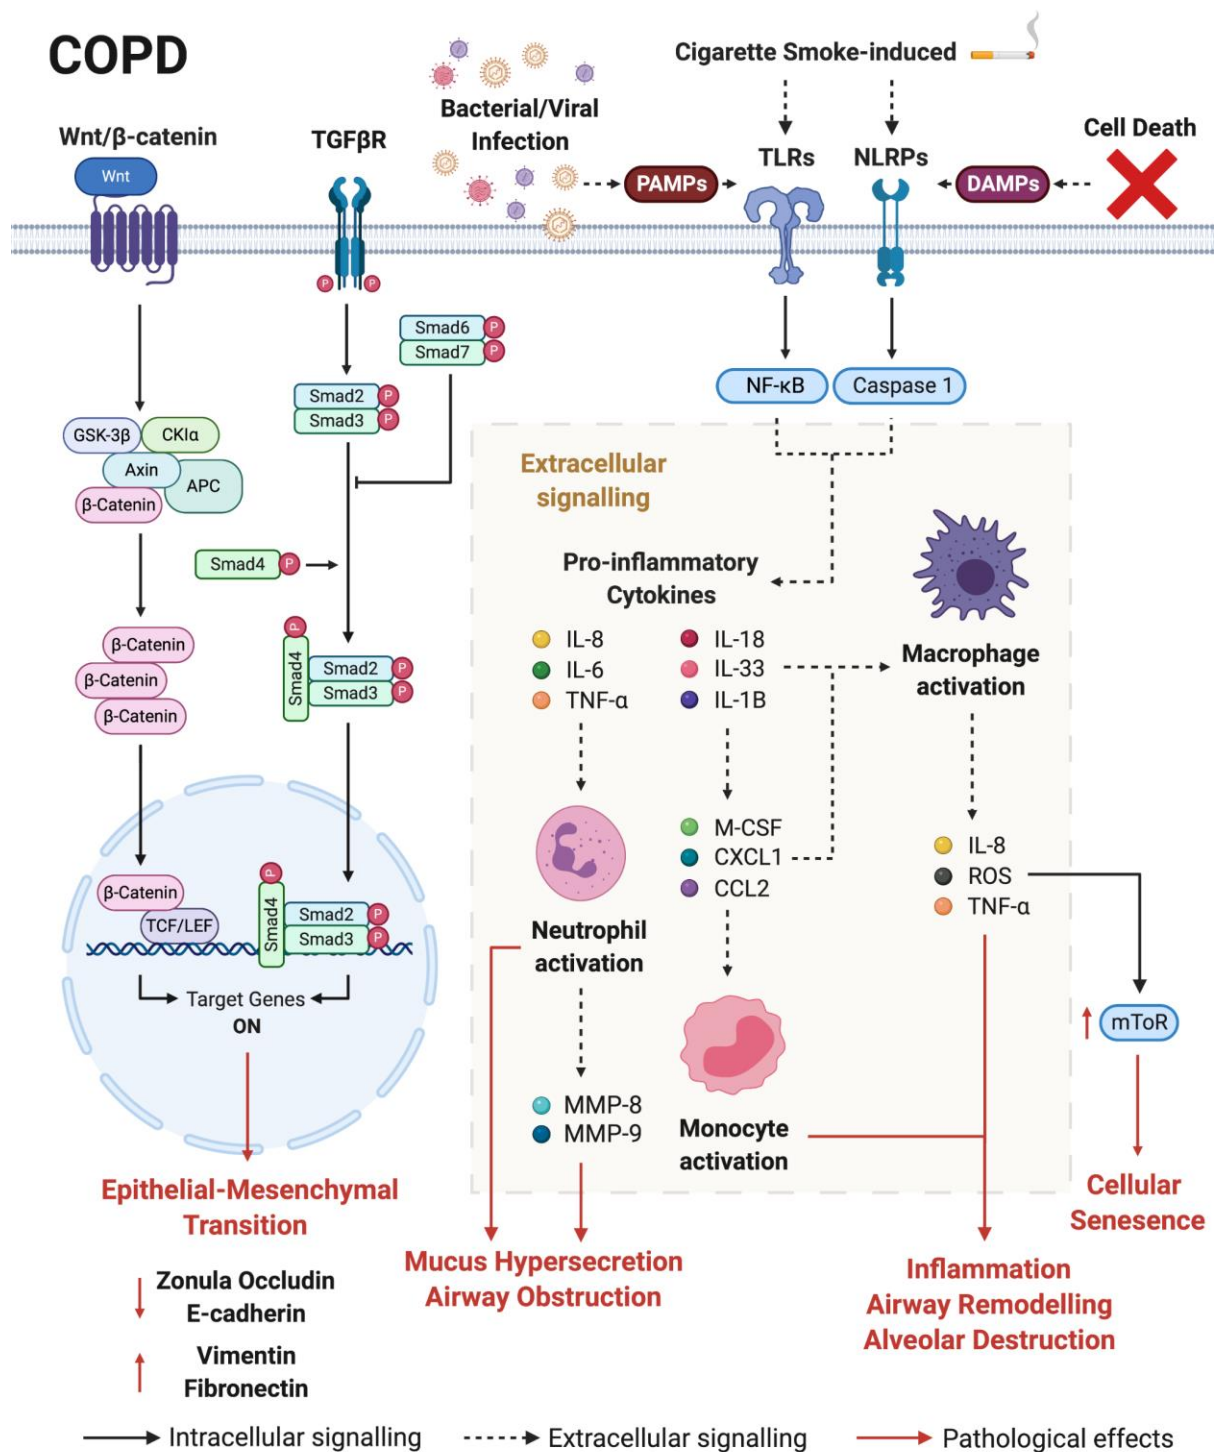 COPD
Cigarette Smoke-induced
Bacterial/Viral
Infection
Wnt/β-catenin
TGFβR
TLRs
NLRPs
Cell Death
Wnt
PAMPs
DAMPs
P
P
Smad6
P
Smad7
P
Smad2
P
Smad3
P
NF-κB
Caspase 1
GSK-3β
CKIα
Axin
APC
β-Catenin
Smad4
P
Extracellular
signalling
Pro-inflammatory
Cytokines
IL-8
IL-6
TNF-α
IL-18
IL-33
IL-1B
Macrophage
activation
β-Catenin
β-Catenin
β-Catenin
P
Smad4
Smad2
P
Smad3
P
M-CSF
CXCL1
CCL2
IL-8
ROS
TNF-α
β-Catenin
TCF/LEF
P
Smad4
Smad2
P
Smad3
P
Target Genes
ON
Neutrophil
activation
MMP-8
MMP-9
Monocyte
activation
mToR
Epithelial-Mesenchymal
Transition
Cellular
Senesence
Mucus Hypersecretion
Airway Obstruction
Inflammation
Airway Remodelling
Alveolar Destruction
Zonula Occludin
E-cadherin
Vimentin
Fibronectin
Intracellular signalling
Extracellular signalling
Pathological effects